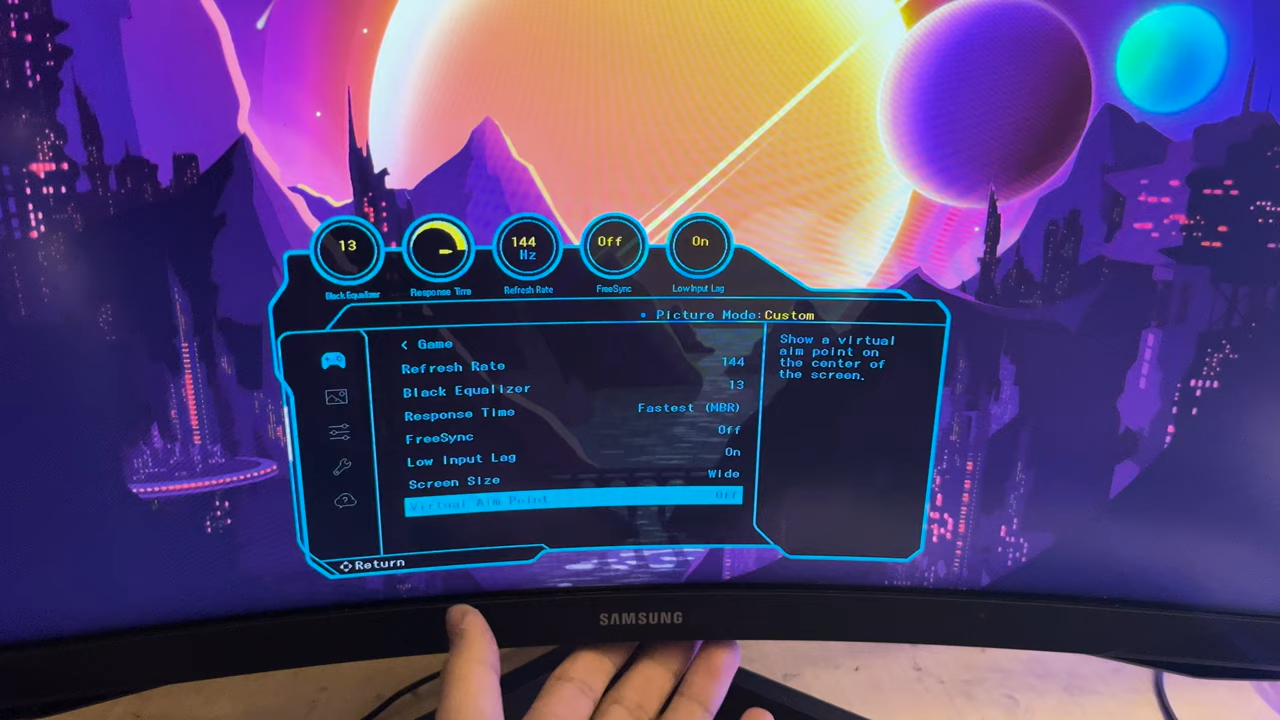 13
144
Hz
Off
On
Black Equalizer
Response Time
Refresh Rate
FreeSync
Low Input Lag
• Picture Mode:Custom
< Game
Refresh Rate 144
Black Equalizer 13
Response Time Fastest (MBR)
FreeSync Off
Low Input Lag On
Screen Size Wide
Virtual Aim Point Off
Show a virtual
aim point on
the center of
the screen.
?
Return
SAMSUNG